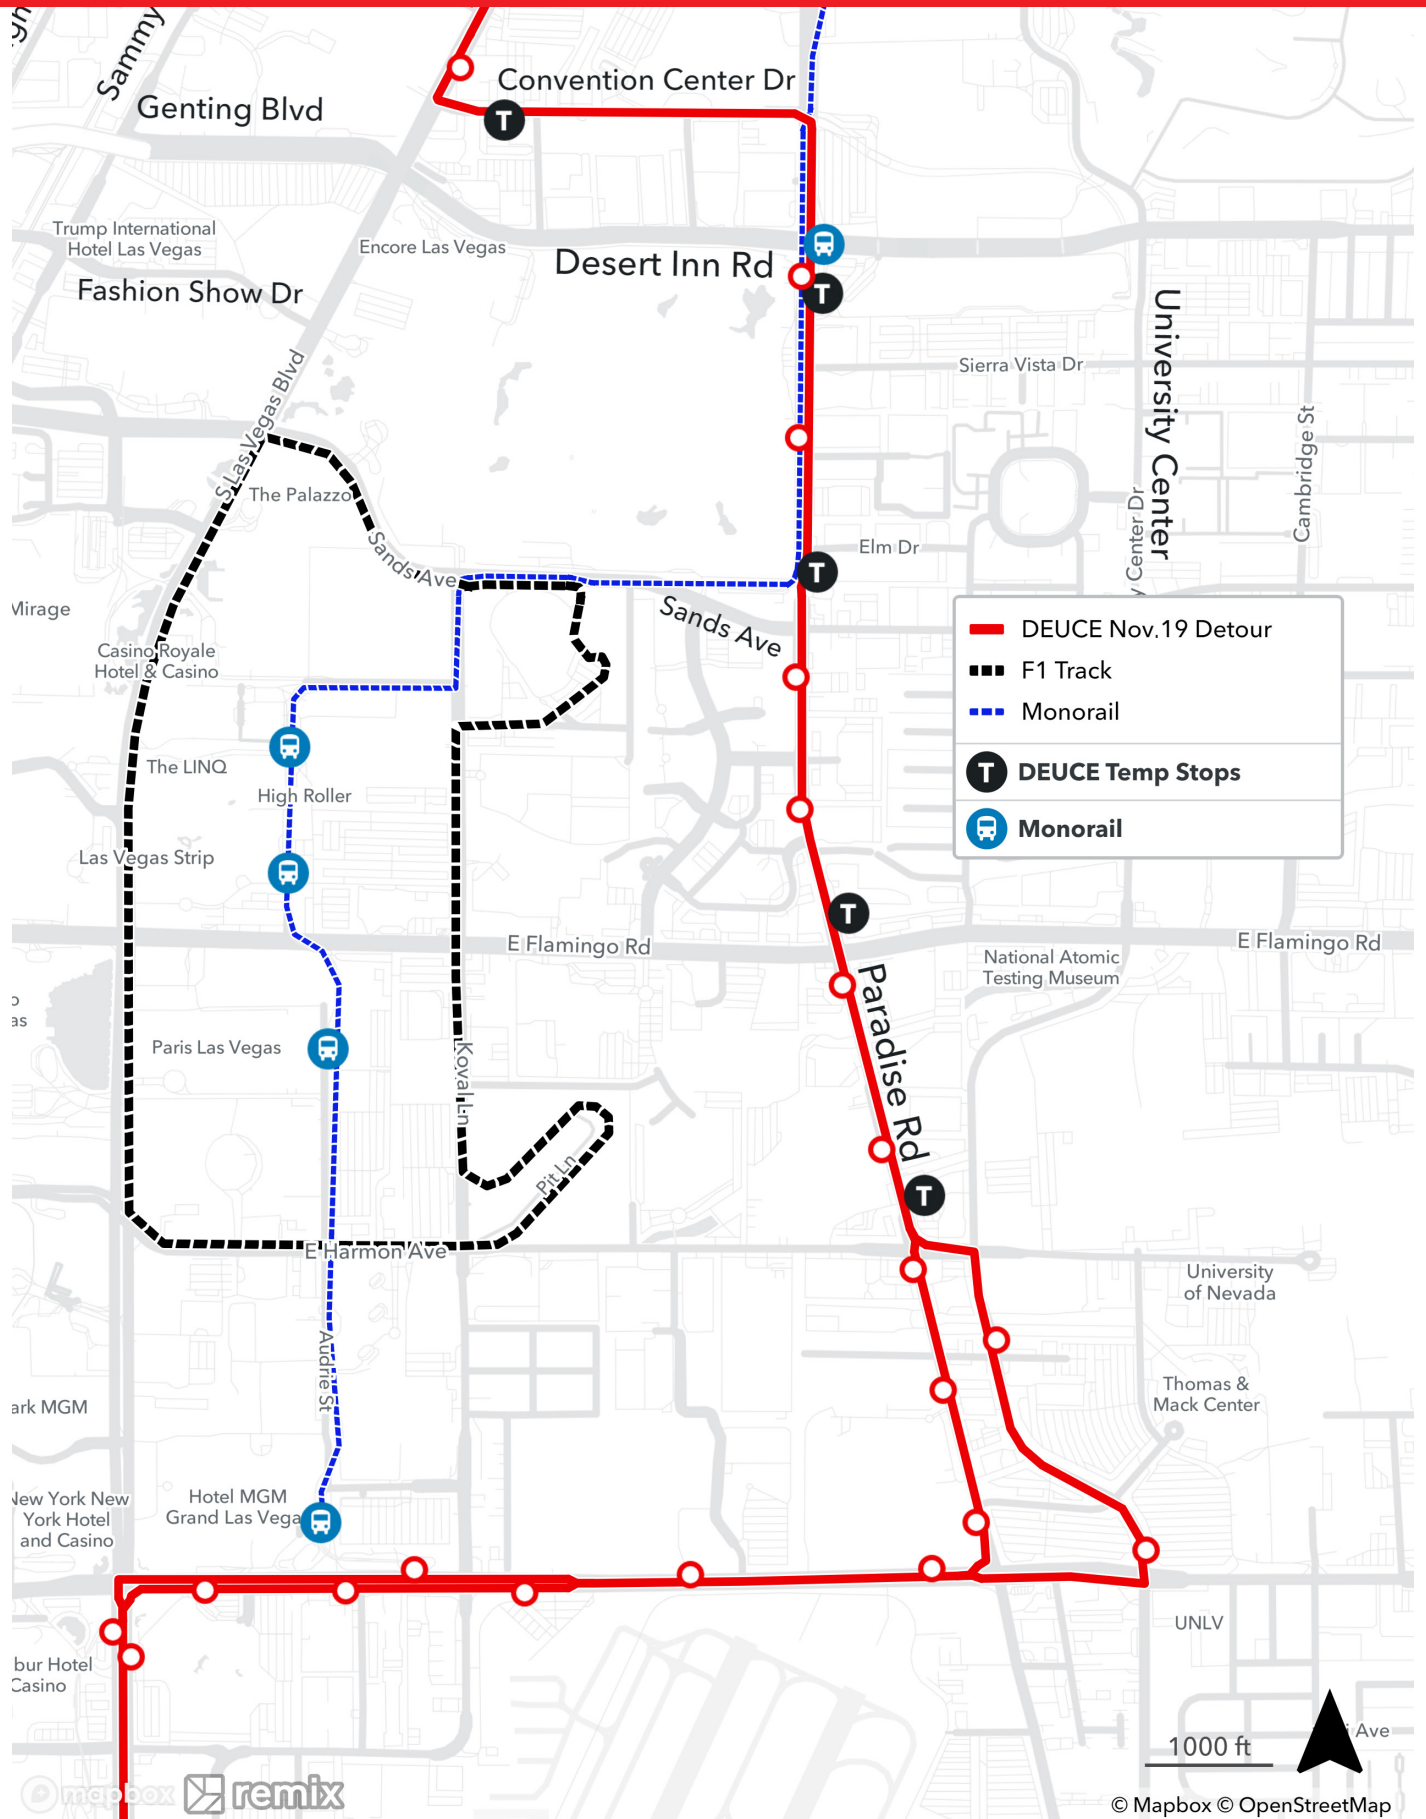 Sammy
Convention Center Dr
Genting Blvd
T
Trump International
Hotel Las Vegas
Encore Las Vegas
Desert Inn Rd
Fashion Show Dr
T
University Center
Sierra Vista Dr
S Las Vegas Blvd
Cambridge St
The Palazzo
y Center Dr
Sands Ave
Elm Dr
T
Mirage
Sands Ave
Casino Royale
Hotel & Casino
DEUCE Nov.19 Detour
F1 Track
Monorail
T DEUCE Temp Stops
Monorail
The LINQ
High Roller
Las Vegas Strip
T
E Flamingo Rd
E Flamingo Rd
National Atomic
Testing Museum
Paradise Rd
as
Paris Las Vegas
Koval Ln
Pit Ln
T
E Harmon Ave
University
of Nevada
Audrie St
Thomas &
Mack Center
ark MGM
New York New
York Hotel
and Casino
Hotel MGM
Grand Las Vega
UNLV
bur Hotel
Casino
1000 ft
i Ave
mapbox
remix
© Mapbox © OpenStreetMap